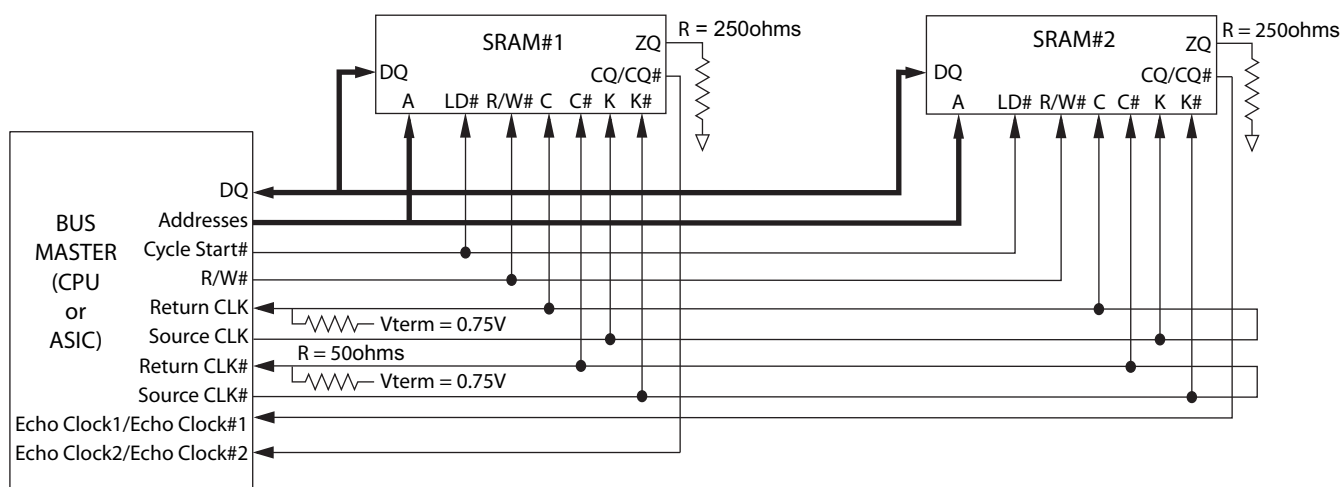 R = 250ohms
SRAM#1
ZQ
DQ
CQ/CQ#
A LD# R/W# C C# K K#
R = 250ohms
SRAM#2
ZQ
DQ
CQ/CQ#
A LD# R/W# C C# K K#
BUS
MASTER
(CPU
or
ASIC)
DQ
Addresses
Cycle Start#
R/W#
Return CLK
Vterm = 0.75V
Source CLK
R = 50ohms
Return CLK#
Vterm = 0.75V
Source CLK#
Echo Clock1/Echo Clock#1
Echo Clock2/Echo Clock#2